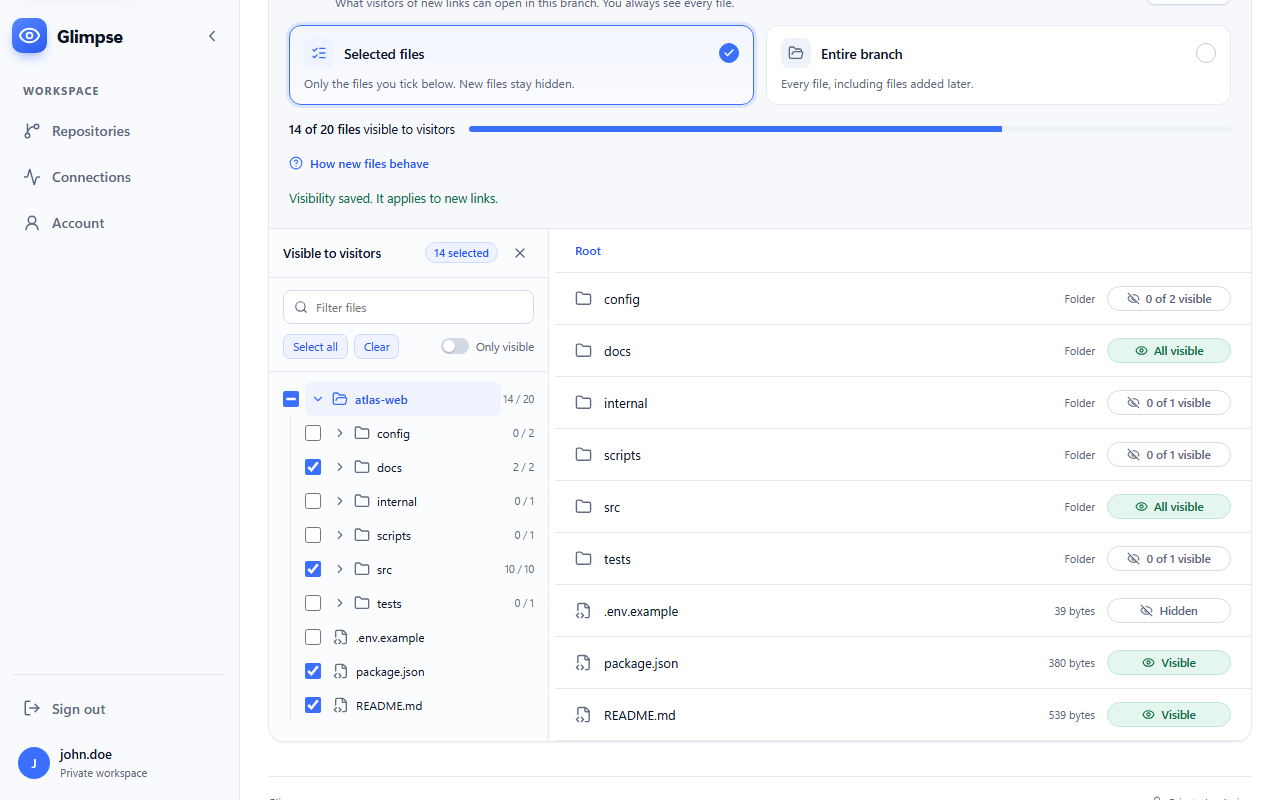 What visitors of new links can open in this branch. You always see every file.
Glimpse
WORKSPACE
Repositories
Connections
Account
Sign out
J
john.doe
Private workspace
Selected files
Only the files you tick below. New files stay hidden.
Entire branch
Every file, including files added later.
14 of 20 files visible to visitors
How new files behave
Visibility saved. It applies to new links.
Visible to visitors
14 selected
Filter files
Select all
Clear
Only visible
atlas-web 14 / 20
config 0 / 2
docs 2 / 2
internal 0 / 1
scripts 0 / 1
src 10 / 10
tests 0 / 1
.env.example
package.json
README.md
Root
config Folder 0 of 2 visible
docs Folder All visible
internal Folder 0 of 1 visible
scripts Folder 0 of 1 visible
src Folder All visible
tests Folder 0 of 1 visible
.env.example 39 bytes Hidden
package.json 380 bytes Visible
README.md 539 bytes Visible